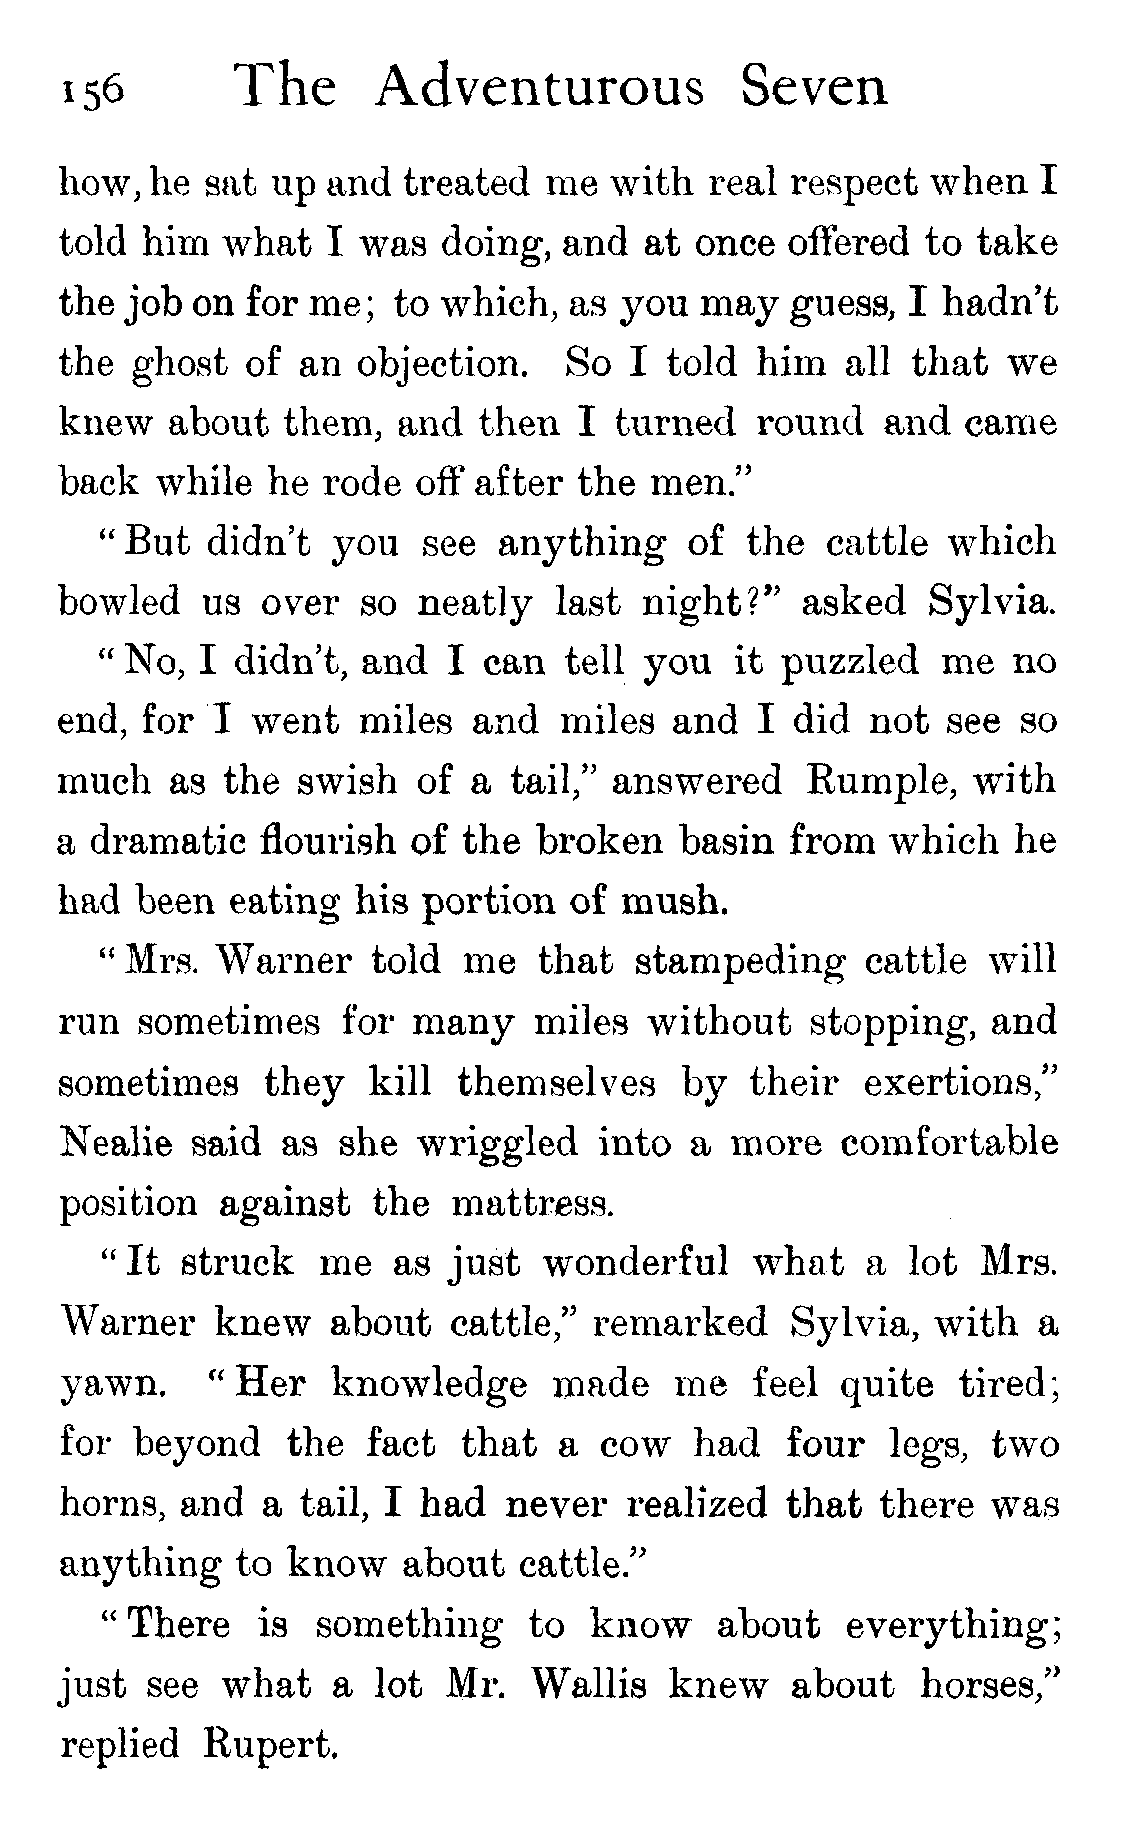 156 The Adventurous Seven
how, he sat up and treated me with real respect when I
told him what I was doing, and at once offered to take
the job on for me; to which, as you may guess, I hadn't
the ghost of an objection. So I told him all that we
knew about them, and then I turned round and came
back while he rode off after the men."
"But didn't you see anything of the cattle which
bowled us over so neatly last night?" asked Sylvia.
"No, I didn't, and I can tell you it puzzled me no
end, for I went miles and miles and I did not see so
much as the swish of a tail," answered Rumple, with
a dramatic flourish of the broken basin from which he
had been eating his portion of mush.
"Mrs. Warner told me that stampeding cattle will
run sometimes for many miles without stopping, and
sometimes they kill themselves by their exertions,"
Nealie said as she wriggled into a more comfortable
position against the mattress.
"It struck me as just wonderful what a lot Mrs.
Warner knew about cattle," remarked Sylvia, with a
yawn. "Her knowledge made me feel quite tired;
for beyond the fact that a cow had four legs, two
horns, and a tail, I had never realized that there was
anything to know about cattle."
"There is something to know about everything;
just see what a lot Mr. Wallis knew about horses,"
replied Rupert.